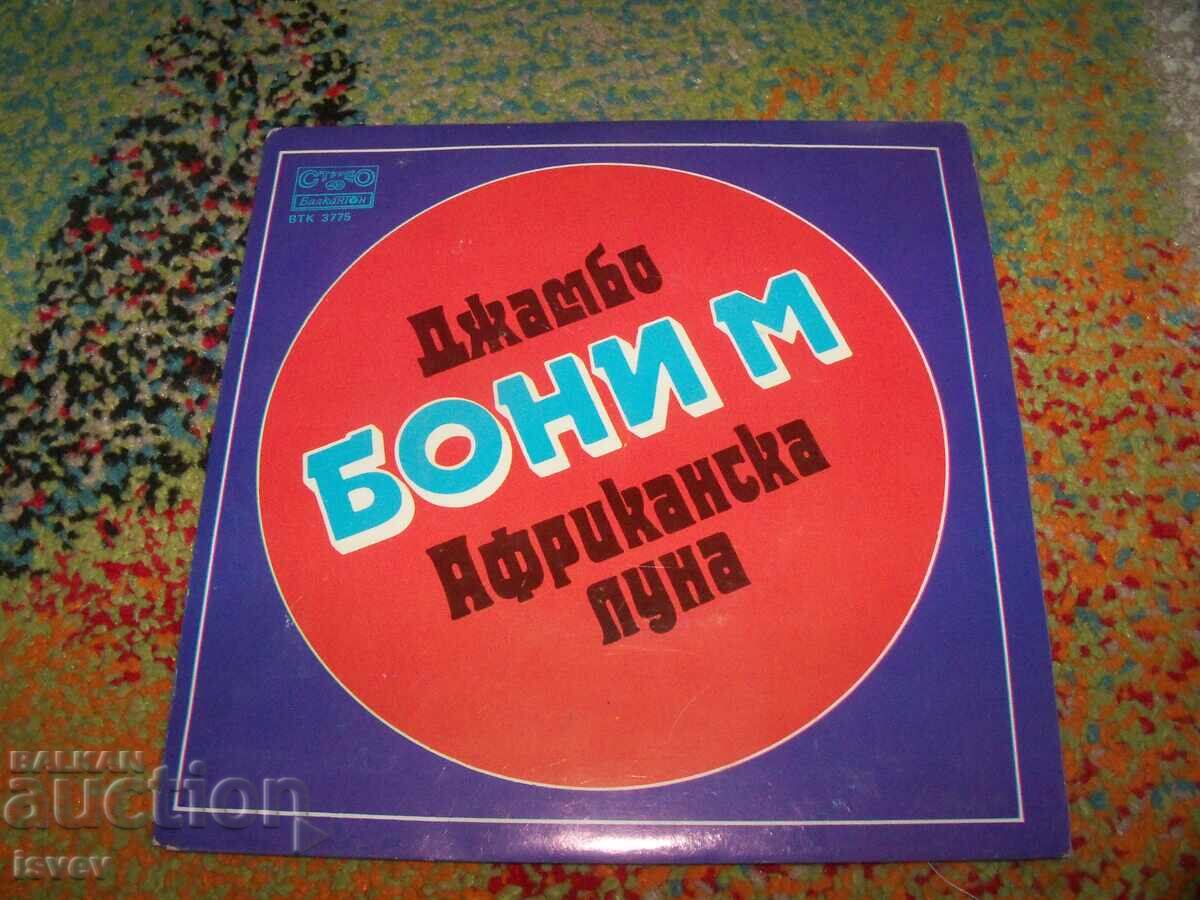 СТЕРЕО
Балкантон
ВТК 3775
Джамбо
БОНИ М
Африканска
луна
BALKAN
auction
isvev